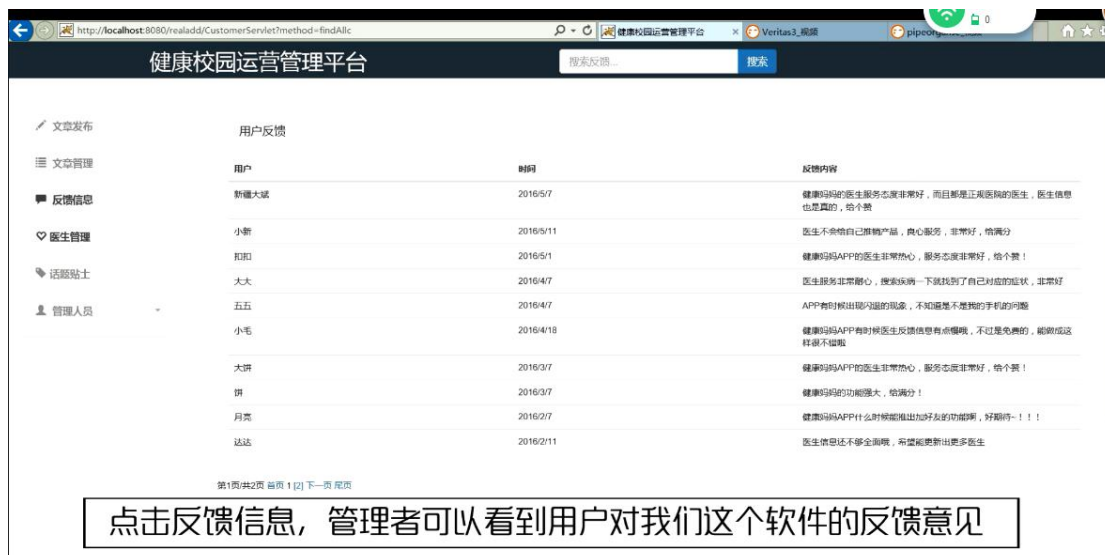 http://localhost:8080/realadd/CustomerServlet?method=findAllc
健康校园运营管理平台
Veritas3_视频
健康校园运营管理平台
搜索反馈...
搜索
0
文章发布
文章管理
反馈信息
医生管理
话题贴士
管理人员
用户反馈
用户 时间 反馈内容
新疆大斌 2016/5/7 健康妈妈的医生服务态度非常好，而且都是正规医院的医生，医生信息
也是真的，给个赞
小新 2016/5/11 医生不会给自己推销产品，良心服务，非常好，给满分
扣扣 2016/5/1 健康妈妈APP的医生非常热心，服务态度非常好，给个赞！
大大 2016/4/7 医生服务非常耐心，搜索疾病一下就找到了自己对应的症状，非常好
五五 2016/4/7 APP有时候出现闪退的现象，不知道是不是我的手机的问题
小毛 2016/4/18 健康妈妈APP有时候医生反馈信息有点慢哦，不过是免费的，能做成这
样很不错啦
大饼 2016/3/7 健康妈妈APP的医生非常热心，服务态度非常好，给个赞！
饼 2016/3/7 健康妈妈的功能强大，给满分！
月亮 2016/2/7 健康妈妈APP什么时候能推出加好友的功能啊，好期待~！！！
达达 2016/2/11 医生信息还不够全面哦，希望能更新出更多医生
第1页/共2页 首页 1 [2] 下一页 尾页
点击反馈信息，管理者可以看到用户对我们这个软件的反馈意见